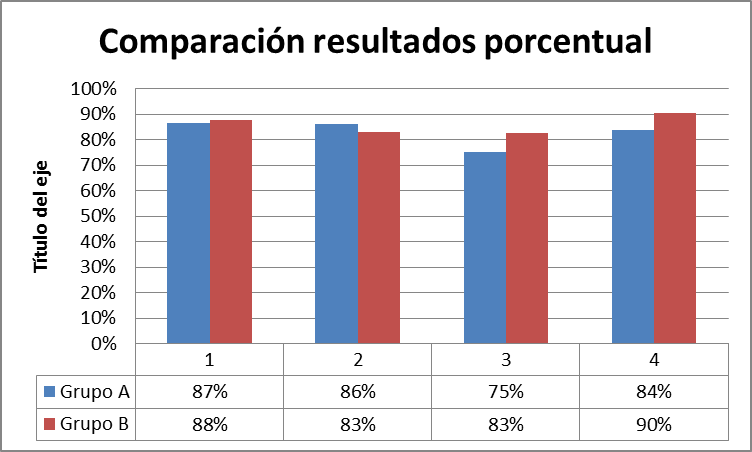 Comparación resultados porcentual
Título del eje
100%
90%
80%
70%
60%
50%
40%
30%
20%
10%
0%
1 2 3 4
Grupo A 87% 86% 75% 84%
Grupo B 88% 83% 83% 90%